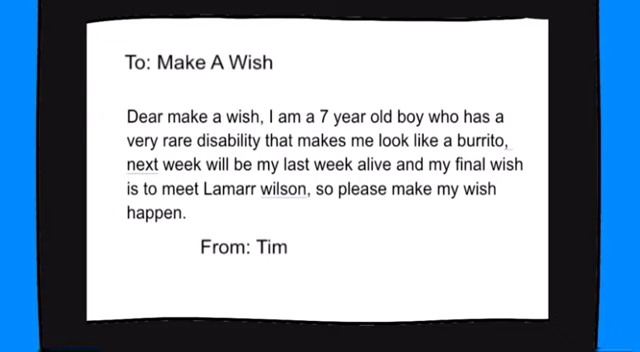 To: Make A Wish
Dear make a wish, I am a 7 year old boy who has a
very rare disability that makes me look like a burrito,
next week will be my last week alive and my final wish
is to meet Lamarr wilson, so please make my wish
happen.
From: Tim